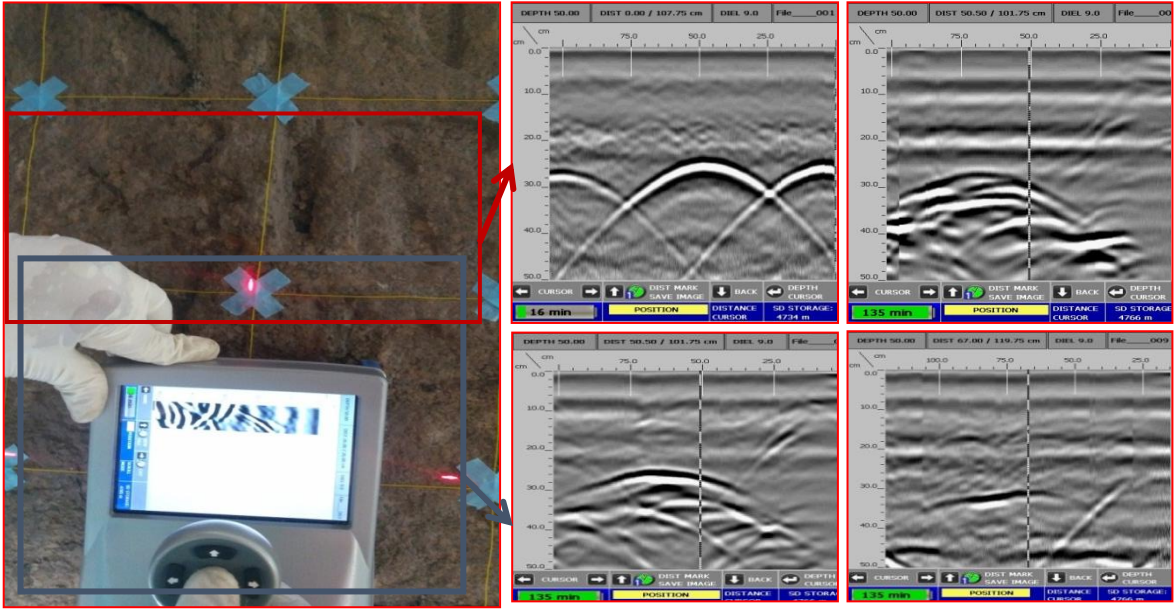 DEPTH 50.00 DIST 0.00 / 107.75 cm DIEL 9.0 File____001
cm
cm 75.0 50.0 25.0
0.0
10.0
20.0
30.0
40.0
50.0
CURSOR DIST MARK BACK DEPTH
SAVE IMAGE CURSOR
16 min POSITION DISTANCE SD STORAGE:
CURSOR 4734 m
DEPTH 50.00 DIST 50.50 / 101.75 cm DIEL 9.0 File____00
cm
cm 75.0 50.0 25.0
0.0
10.0
20.0
30.0
40.0
50.0
CURSOR DIST MARK BACK DEPTH
SAVE IMAGE CURSOR
135 min POSITION DISTANCE SD STORAGE
CURSOR 4766 m
DEPTH 50.00 DIST 50.50 / 101.75 cm DIEL 9.0 File____
cm
cm 75.0 50.0 25.0
0.0
10.0
20.0
30.0
40.0
50.0
CURSOR DIST MARK BACK DEPTH
SAVE IMAGE CURSOR
135 min POSITION DISTANCE SD STORA
CURSOR
DEPTH 50.00 DIST 67.00 / 119.75 cm DIEL 9.0 File____009
cm
cm 100.0 75.0 50.0 25.0
0.0
10.0
20.0
30.0
40.0
50.0
CURSOR DIST MARK BACK DEPTH
SAVE IMAGE CURSOR
135 min POSITION DISTANCE SD STORAGE:
CURSOR 4766 m